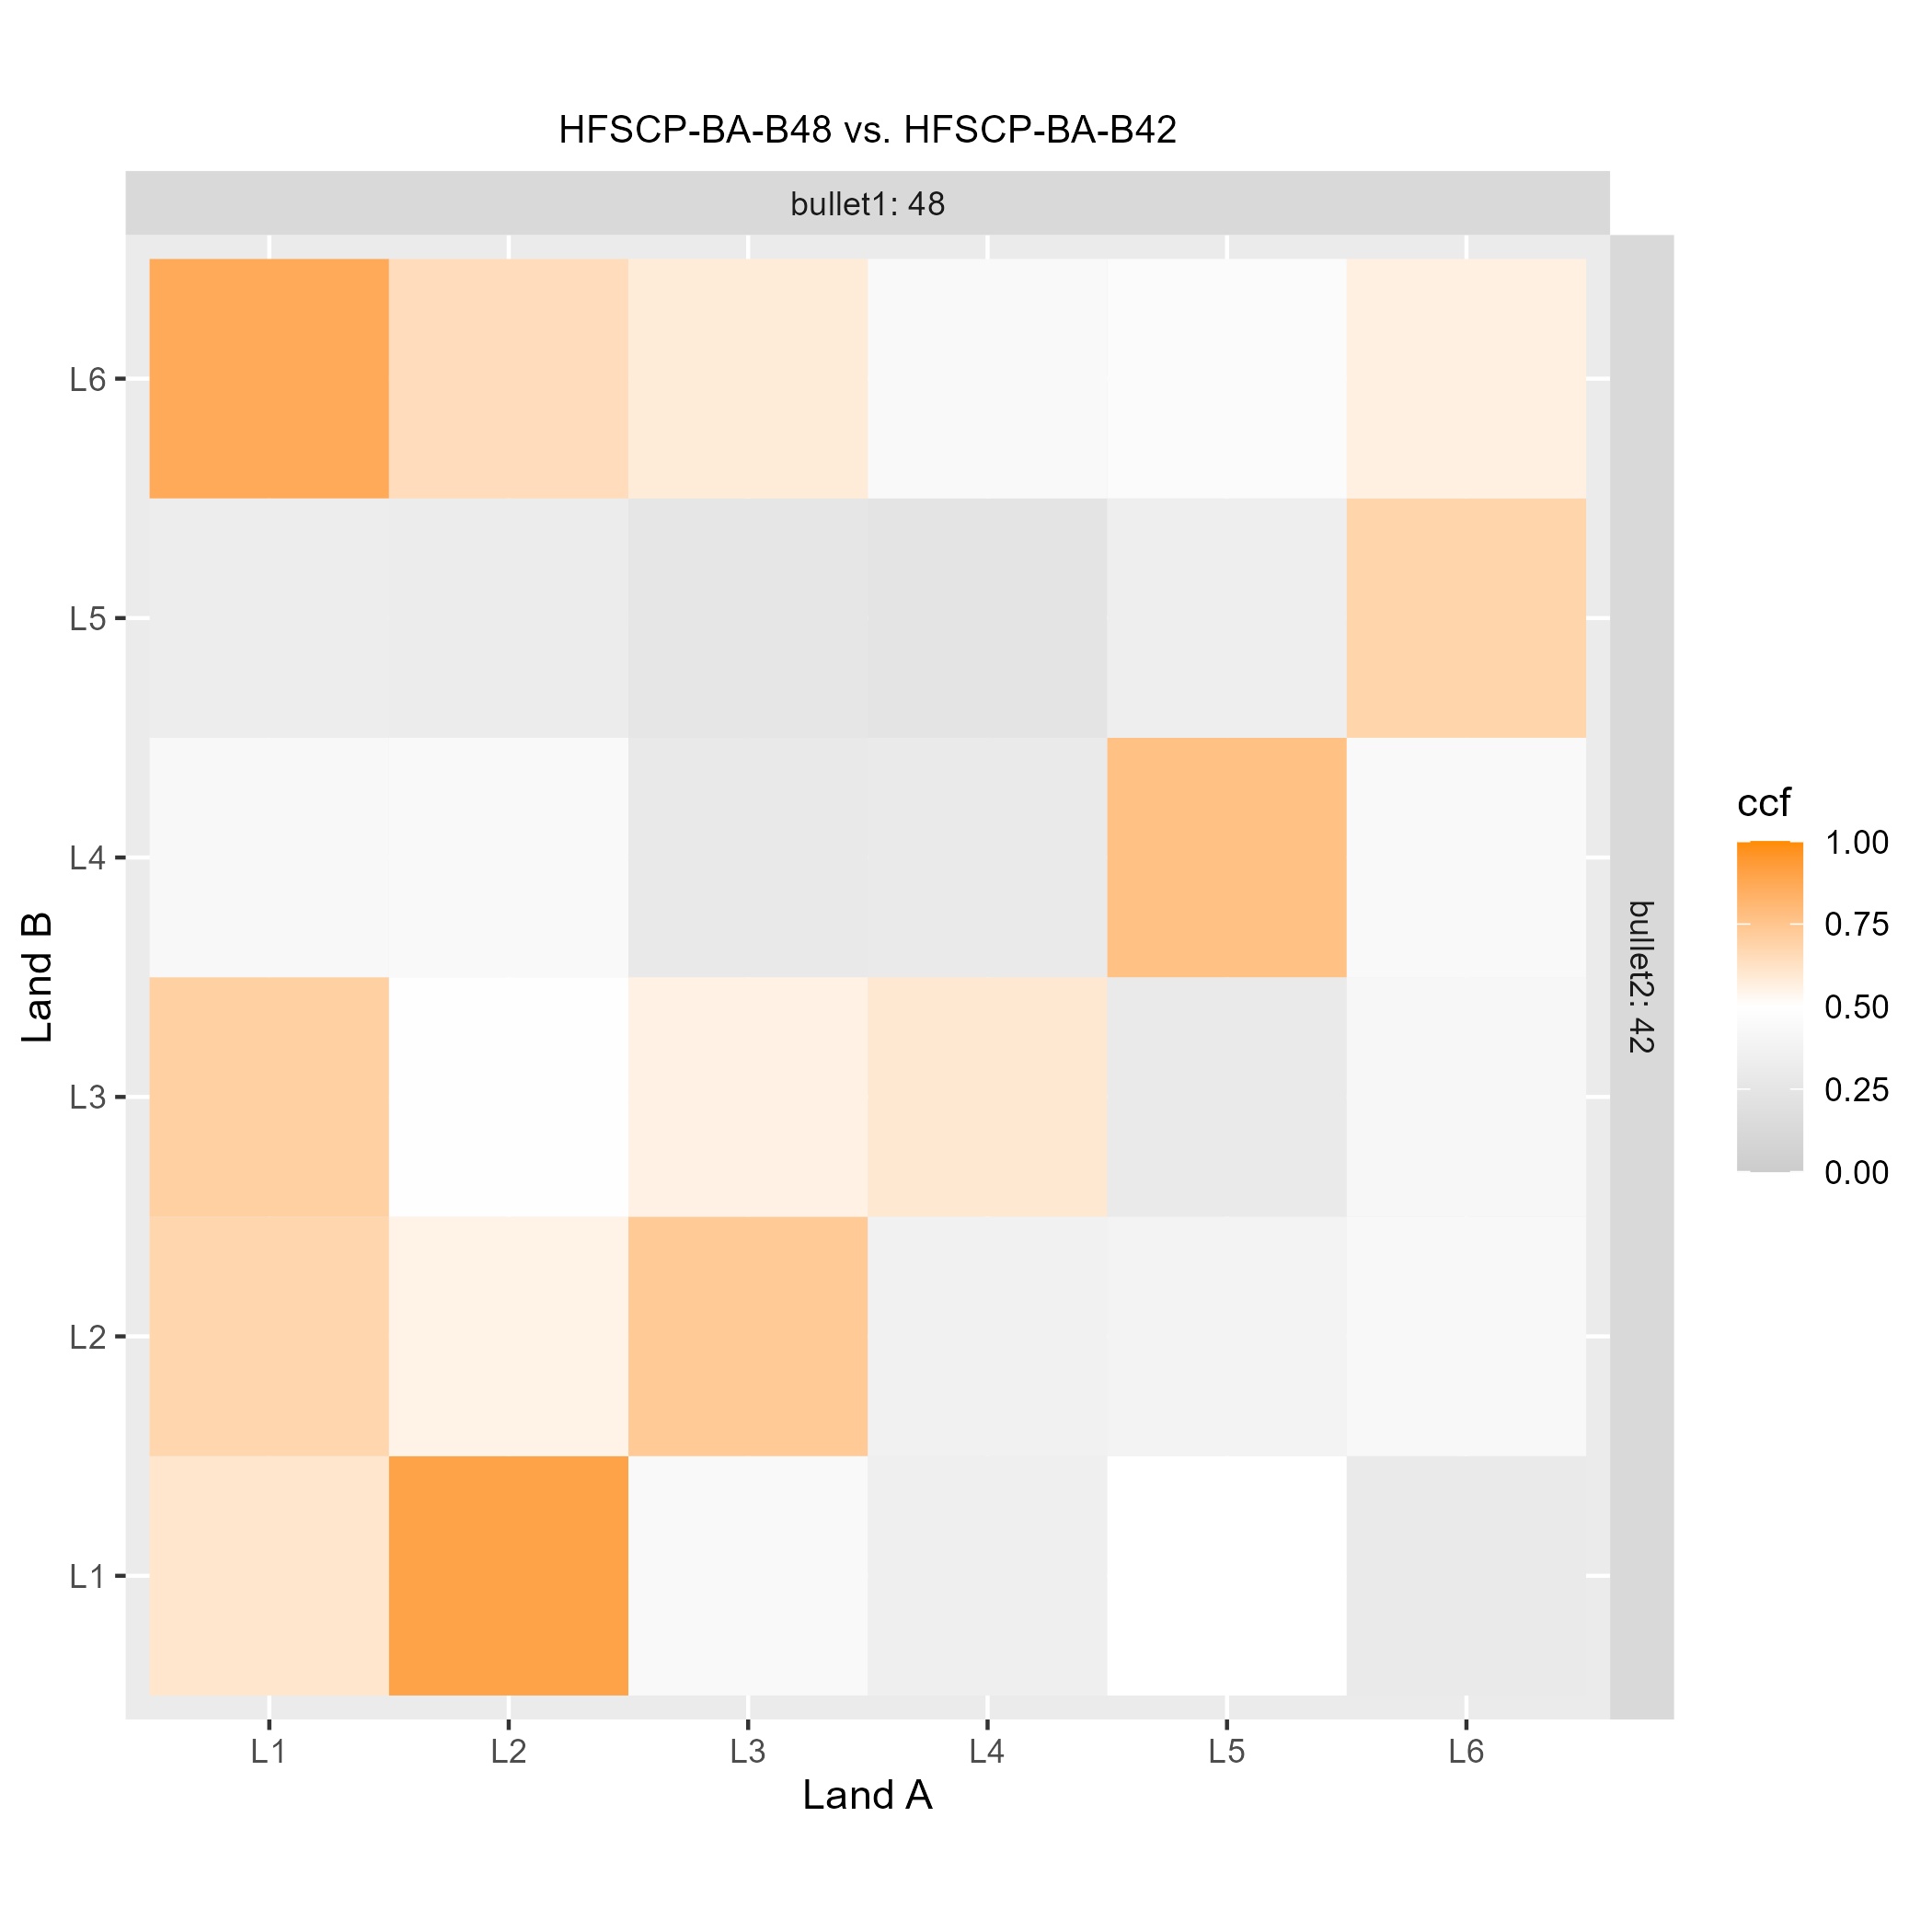 HFSCP-BA-B48 vs. HFSCP-BA-B42
bullet1: 48
L6
L5
L4
L3
L2
L1
Land B
L1 L2 L3 L4 L5 L6
Land A
bullet2: 42
ccf
1.00
0.75
0.50
0.25
0.00